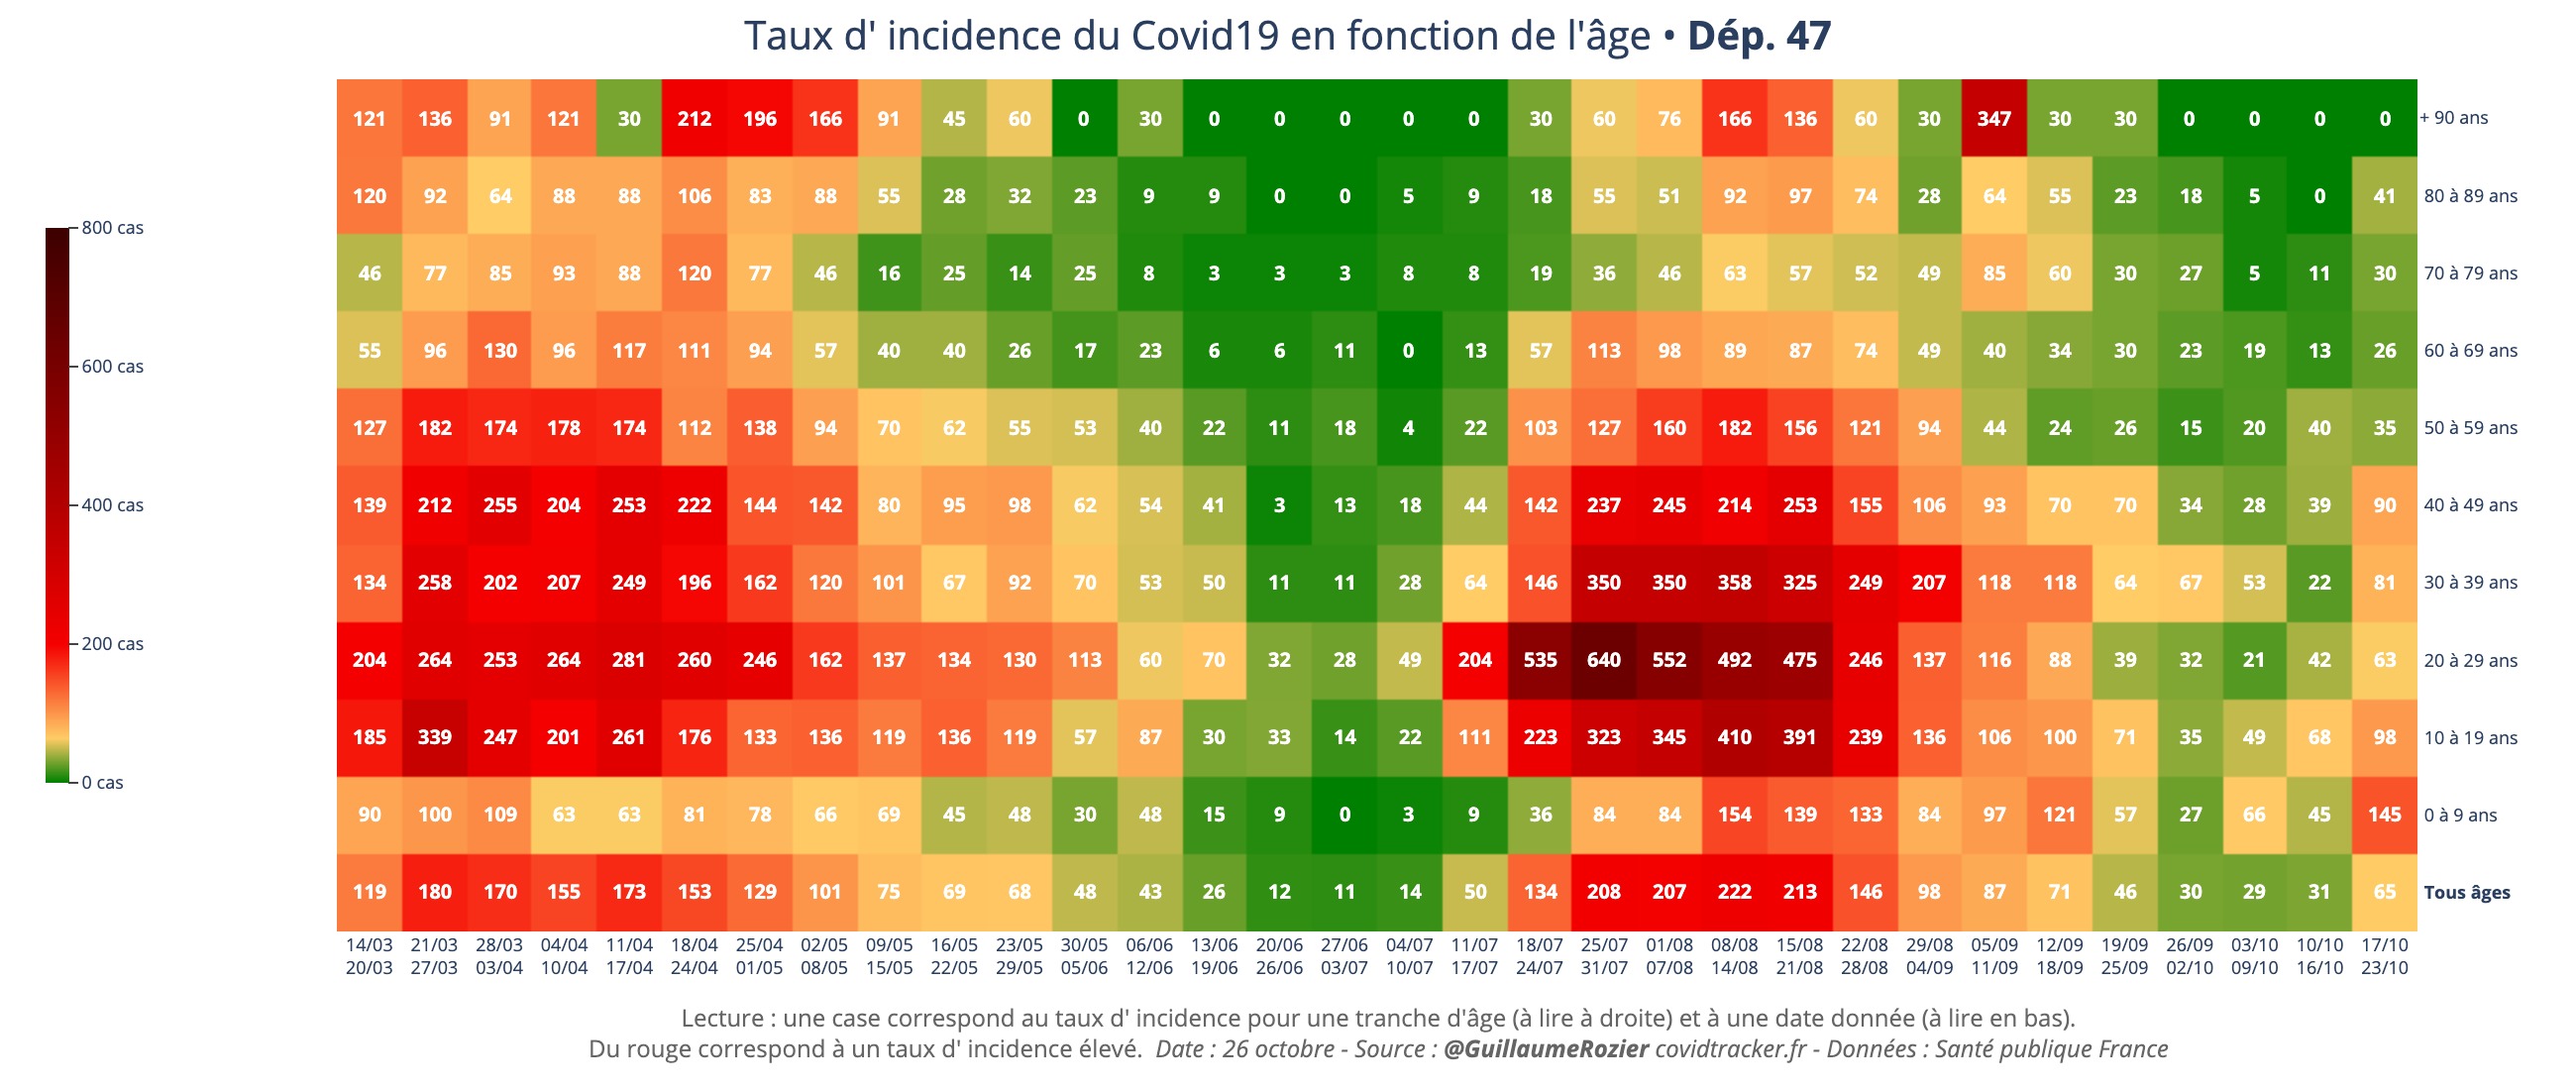 Taux d' incidence du Covid19 en fonction de l'âge • Dép. 47
121 136 91 121 30 212 196 166 91 45 60 0 30 0 0 0 0 0 30 60 76 166 136 60 30 347 30 30 0 0 0 0 + 90 ans
120 92 64 88 88 106 83 88 55 28 32 23 9 9 0 0 5 9 18 55 51 92 97 74 28 64 55 23 18 5 0 41 80 à 89 ans
800 cas
46 77 85 93 88 120 77 46 16 25 14 25 8 3 3 3 8 8 19 36 46 63 57 52 49 85 60 30 27 5 11 30 70 à 79 ans
55 96 130 96 117 111 94 57 40 40 26 17 23 6 6 11 0 13 57 113 98 89 87 74 49 40 34 30 23 19 13 26 60 à 69 ans
600 cas
127 182 174 178 174 112 138 94 70 62 55 53 40 22 11 18 4 22 103 127 160 182 156 121 94 44 24 26 15 20 40 35 50 à 59 ans
400 cas
139 212 255 204 253 222 144 142 80 95 98 62 54 41 3 13 18 44 142 237 245 214 253 155 106 93 70 70 34 28 39 90 40 à 49 ans
134 258 202 207 249 196 162 120 101 67 92 70 53 50 11 11 28 64 146 350 350 358 325 249 207 118 118 64 67 53 22 81 30 à 39 ans
200 cas
204 264 253 264 281 260 246 162 137 134 130 113 60 70 32 28 49 204 535 640 552 492 475 246 137 116 88 39 32 21 42 63 20 à 29 ans
185 339 247 201 261 176 133 136 119 136 119 57 87 30 33 14 22 111 223 323 345 410 391 239 136 106 100 71 35 49 68 98 10 à 19 ans
0 cas
90 100 109 63 63 81 78 66 69 45 48 30 48 15 9 0 3 9 36 84 84 154 139 133 84 97 121 57 27 66 45 145 0 à 9 ans
119 180 170 155 173 153 129 101 75 69 68 48 43 26 12 11 14 50 134 208 207 222 213 146 98 87 71 46 30 29 31 65 Tous âges
14/03 21/03 28/03 04/04 11/04 18/04 25/04 02/05 09/05 16/05 23/05 30/05 06/06 13/06 20/06 27/06 04/07 11/07 18/07 25/07 01/08 08/08 15/08 22/08 29/08 05/09 12/09 19/09 26/09 03/10 10/10 17/10
20/03 27/03 03/04 10/04 17/04 24/04 01/05 08/05 15/05 22/05 29/05 05/06 12/06 19/06 26/06 03/07 10/07 17/07 24/07 31/07 07/08 14/08 21/08 28/08 04/09 11/09 18/09 25/09 02/10 09/10 16/10 23/10
Lecture : une case correspond au taux d' incidence pour une tranche d'âge (à lire à droite) et à une date donnée (à lire en bas).
Du rouge correspond à un taux d' incidence élevé. Date : 26 octobre - Source : @GuillaumeRozier covidtracker.fr - Données : Santé publique France